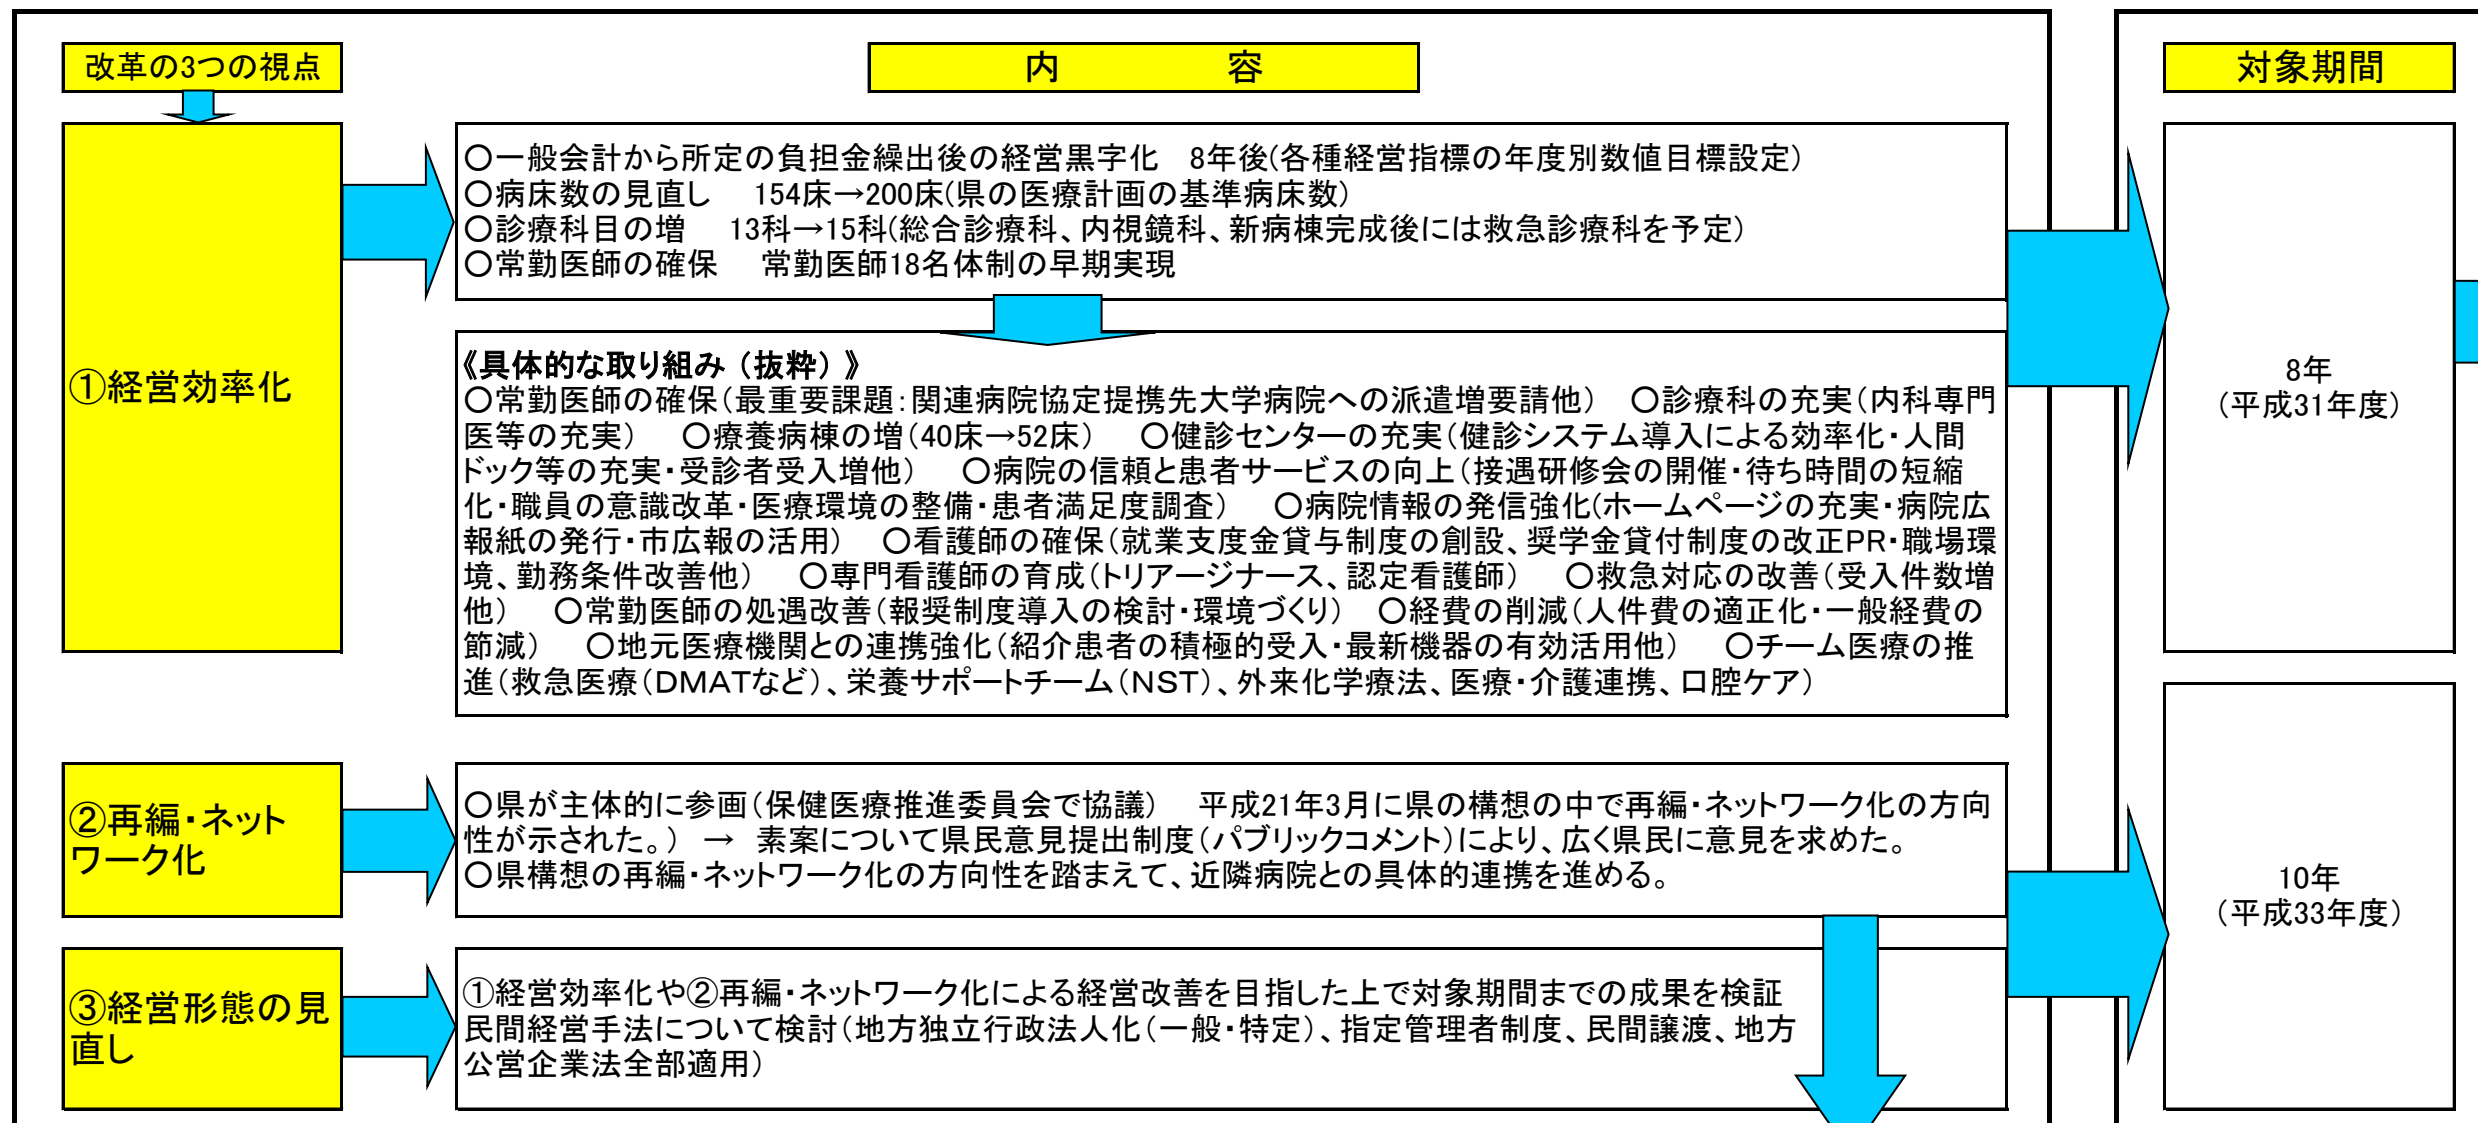 改革の3つの視点
内　　容
対象期間
①経営効率化
〇一般会計から所定の負担金繰出後の経営黒字化　8年後(各種経営指標の年度別数値目標設定)
〇病床数の見直し　154床→200床(県の医療計画の基準病床数)
〇診療科目の増　13科→15科(総合診療科、内視鏡科、新病棟完成後には救急診療科を予定)
〇常勤医師の確保　常勤医師18名体制の早期実現
《具体的な取り組み（抜粋）》
〇常勤医師の確保（最重要課題：関連病院協定提携先大学病院への派遣増要請他）　〇診療科の充実（内科専門
医等の充実）　〇療養病棟の増（40床→52床）　〇健診センターの充実（健診システム導入による効率化・人間
ドック等の充実・受診者受入増他）　〇病院の信頼と患者サービスの向上（接遇研修会の開催・待ち時間の短縮
化・職員の意識改革・医療環境の整備・患者満足度調査）　〇病院情報の発信強化(ホームページの充実・病院広
報紙の発行・市広報の活用）　〇看護師の確保（就業支度金貸与制度の創設、奨学金貸付制度の改正PR・職場環
境、勤務条件改善他）　〇専門看護師の育成（トリアージナース、認定看護師）　〇救急対応の改善（受入件数増
他）　〇常勤医師の処遇改善（報奨制度導入の検討・環境づくり）　〇経費の削減（人件費の適正化・一般経費の
節減）　〇地元医療機関との連携強化（紹介患者の積極的受入・最新機器の有効活用他）　〇チーム医療の推
進（救急医療（DMATなど）、栄養サポートチーム（NST）、外来化学療法、医療・介護連携、口腔ケア）
8年
（平成31年度）
②再編・ネット
ワーク化
〇県が主体的に参画（保健医療推進委員会で協議）　平成21年3月に県の構想の中で再編・ネットワーク化の方向
性が示された。）　→　素案について県民意見提出制度（パブリックコメント）により、広く県民に意見を求めた。
〇県構想の再編・ネットワーク化の方向性を踏まえて、近隣病院との具体的連携を進める。
10年
（平成33年度）
③経営形態の見
直し
①経営効率化や②再編・ネットワーク化による経営改善を目指した上で対象期間までの成果を検証
民間経営手法について検討（地方独立行政法人化（一般・特定）、指定管理者制度、民間譲渡、地方
公営企業法全部適用）